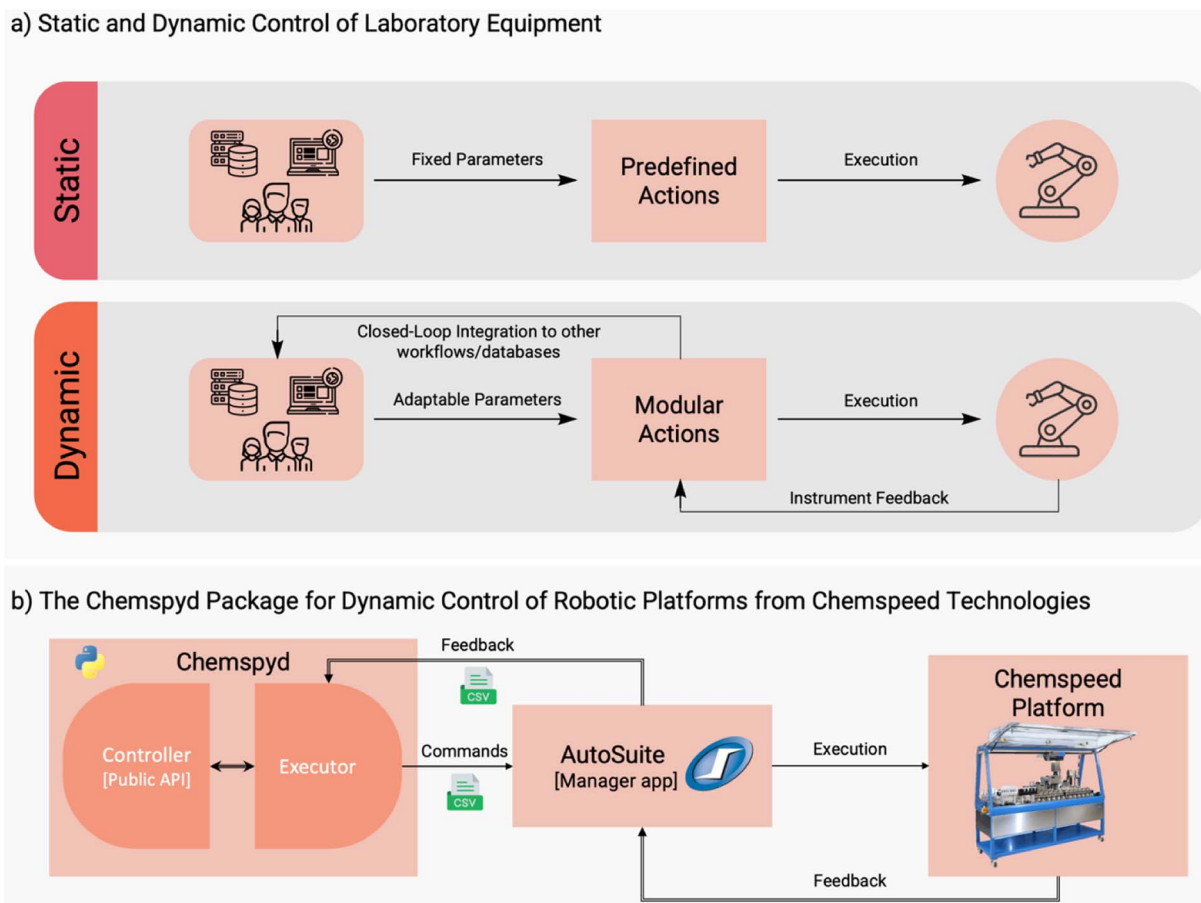 a) Static and Dynamic Control of Laboratory Equipment
Static
Fixed Parameters
Predefined
Actions
Execution
Dynamic
Closed-Loop Integration to other
workflows/databases
Adaptable Parameters
Modular
Actions
Execution
Instrument Feedback
b) The Chemspyd Package for Dynamic Control of Robotic Platforms from Chemspeed Technologies
Chemspyd
Controller
[Public API]
Executor
Feedback
CSV
Commands
CSV
AutoSuite
[Manager app]
Execution
Chemspeed
Platform
Feedback